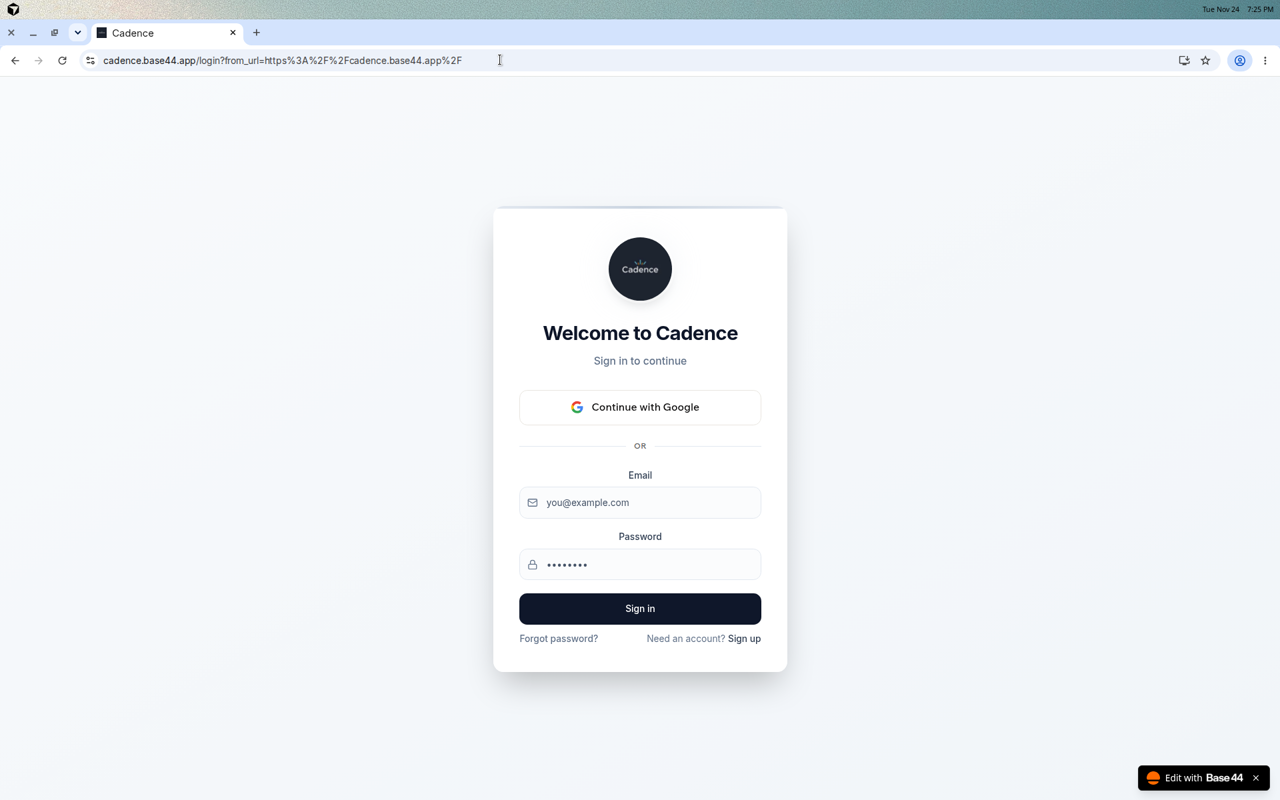 Tue Nov 24 7:25 PM
Cadence
cadence.base44.app/login?from_url=https%3A%2F%2Fcadence.base44.app%2F
Cadence
Welcome to Cadence
Sign in to continue
Continue with Google
OR
Email
you@example.com
Password
••••••••
Sign in
Forgot password? Need an account? Sign up
Edit with Base 44